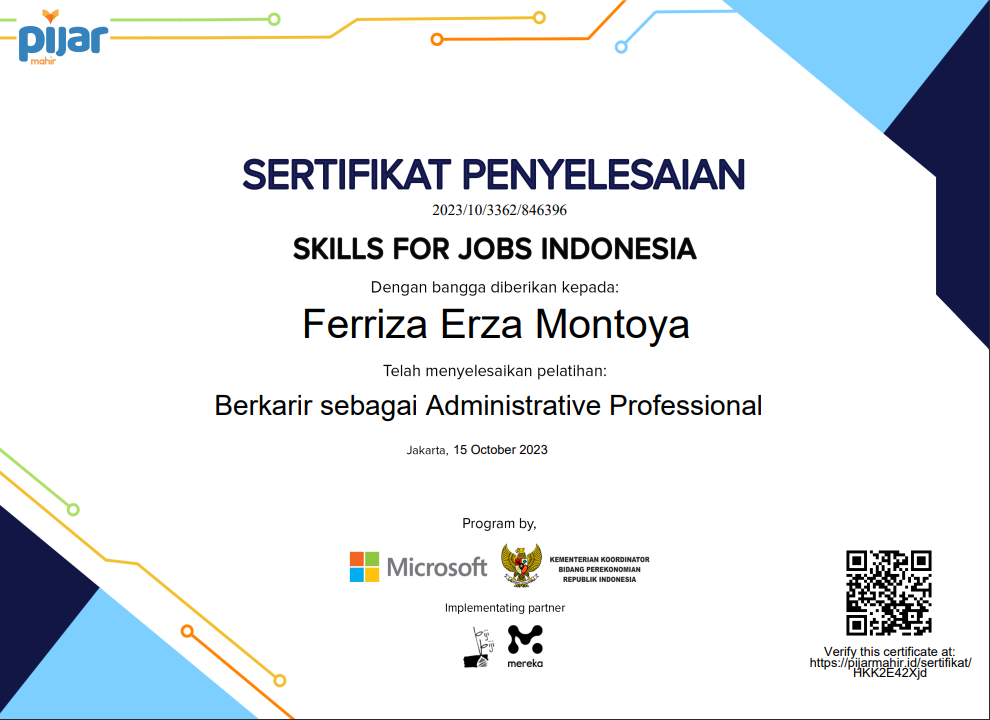 pijar
mahir
SERTIFIKAT PENYELESAIAN
2023/10/3362/846396
SKILLS FOR JOBS INDONESIA
Dengan bangga diberikan kepada:
Ferriza Erza Montoya
Telah menyelesaikan pelatihan:
Berkarir sebagai Administrative Professional
Jakarta, 15 October 2023
Program by,
Microsoft
KEMENTERIAN KOORDINATOR
BIDANG PEREKONOMIAN
REPUBLIK INDONESIA
Implementating partner
mereka
Verify this certificate at:
https://pijarmahir.id/sertifikat/
HKK2E42Xjd